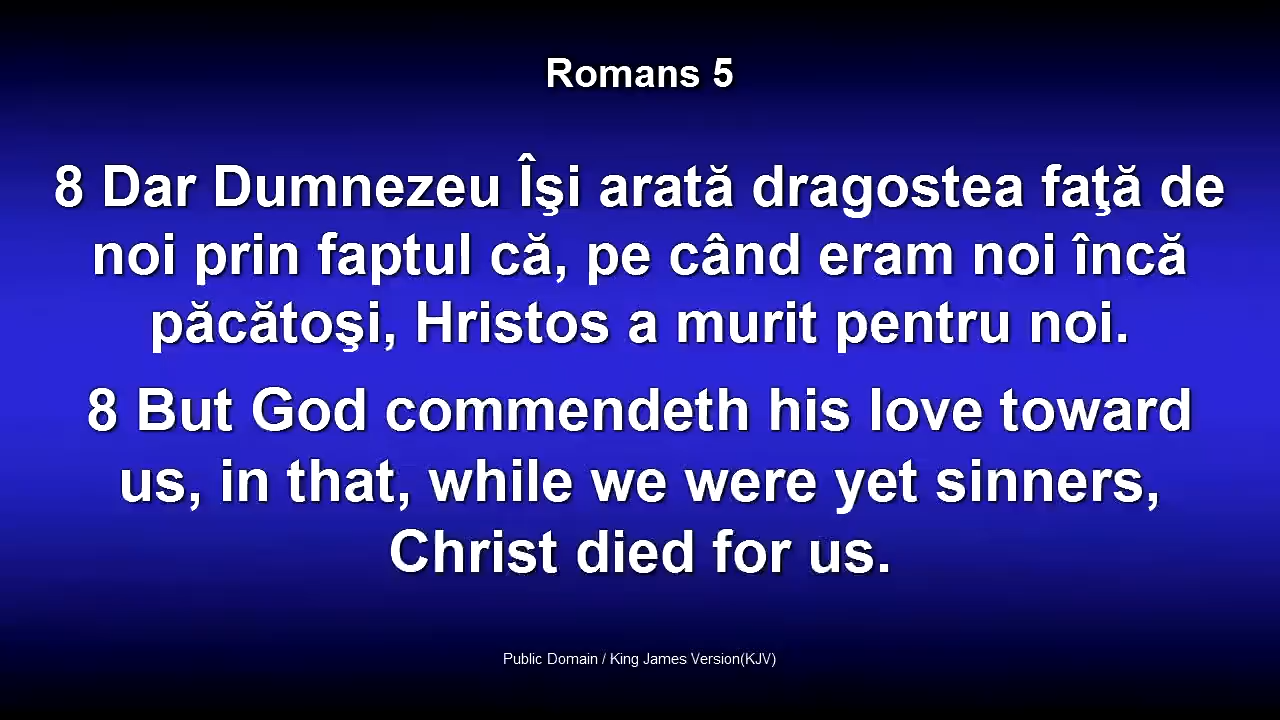 Romans 5
8 Dar Dumnezeu Îşi arată dragostea faţă de
noi prin faptul că, pe când eram noi încă
păcătoşi, Hristos a murit pentru noi.
8 But God commendeth his love toward
us, in that, while we were yet sinners,
Christ died for us.
Public Domain / King James Version(KJV)